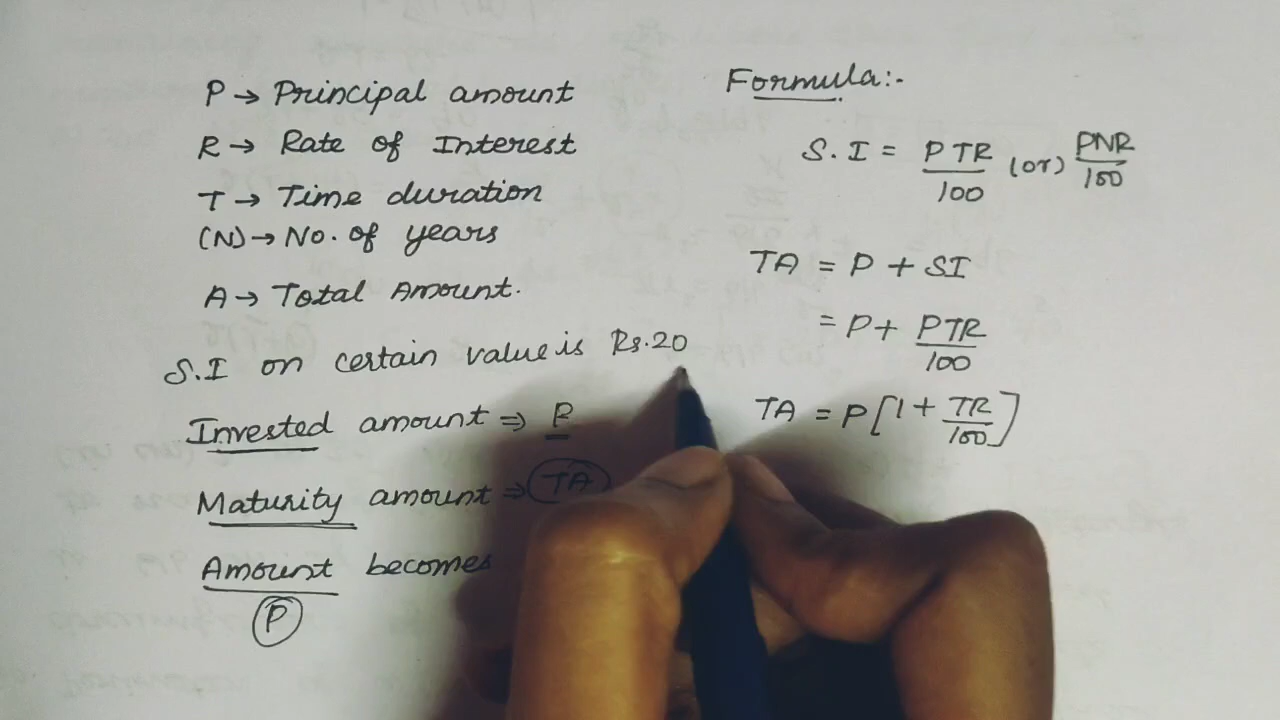 P → Principal amount
R → Rate of Interest
T → Time duration
(N) → No. of years
A → Total Amount.
S.I on certain value is Rs.20
Invested amount ⇒ P
Maturity amount ⇒ TA
Amount becomes
P
Formula:-
S.I = PTR/100 (or) PNR/100
TA = P + SI
= P + PTR/100
TA = P[1 + TR/100]